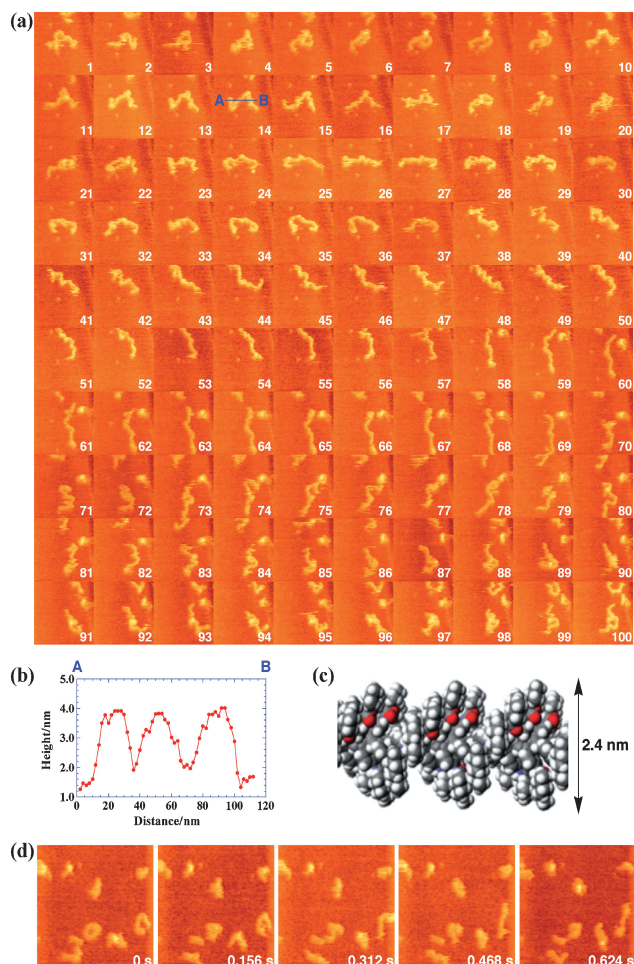 (a)
1 2 3 4 5 6 7 8 9 10
A B
11 12 13 14 15 16 17 18 19 20
21 22 23 24 25 26 27 28 29 30
31 32 33 34 35 36 37 38 39 40
41 42 43 44 45 46 47 48 49 50
51 52 53 54 55 56 57 58 59 60
61 62 63 64 65 66 67 68 69 70
71 72 73 74 75 76 77 78 79 80
81 82 83 84 85 86 87 88 89 90
91 92 93 94 95 96 97 98 99 100
(b) A B (c)
5.0
4.0
3.0
2.0
1.0
Height/nm
0 20 40 60 80 100 120
Distance/nm
2.4 nm
(d)
0 s 0.156 s 0.312 s 0.468 s 0.624 s